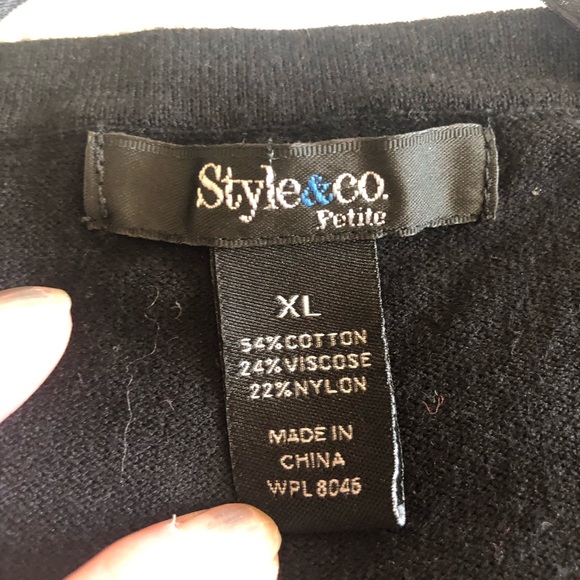 Style&co.
Petite
XL
54%COTTON
24%VISCOSE
22%NYLON
MADE IN
CHINA
WPL 8046